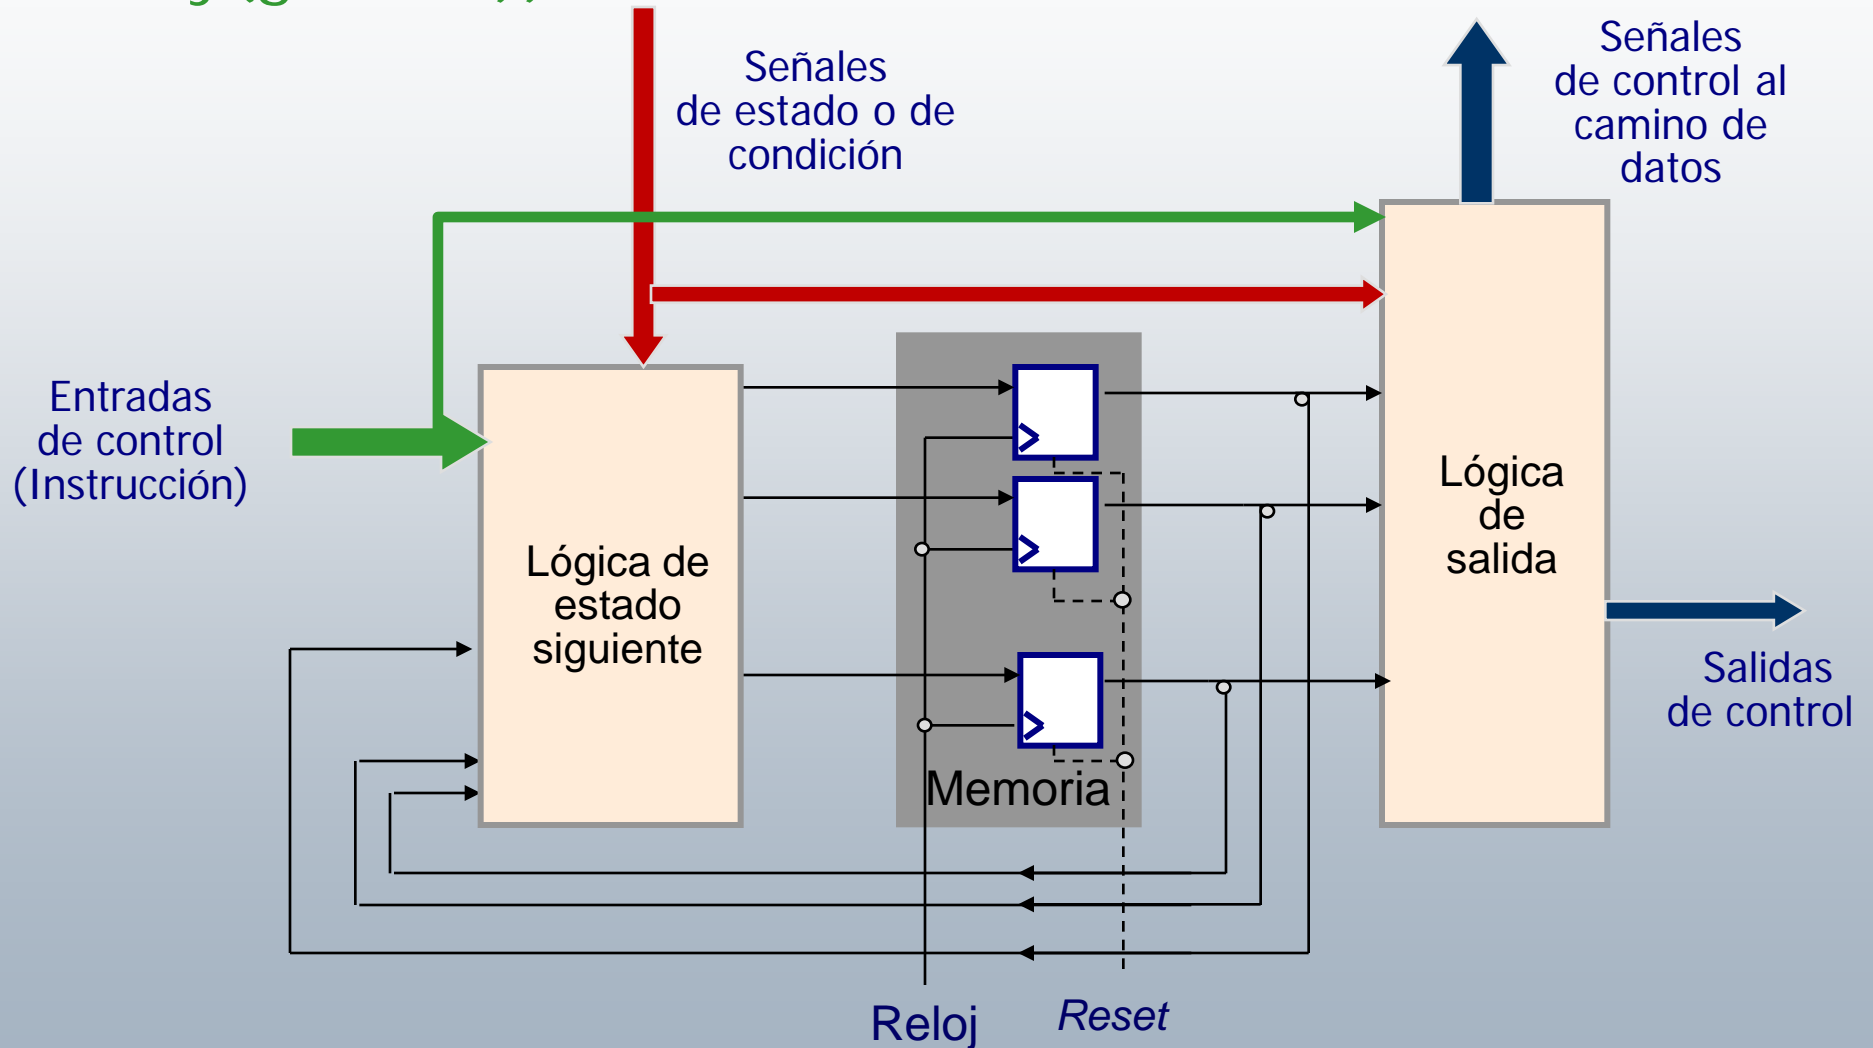 Señales
de estado o de
condición
Señales
de control al
camino de
datos
Entradas
de control
(Instrucción)
Lógica de
estado
siguiente
Memoria
Lógica
de
salida
Salidas
de control
Reloj
Reset